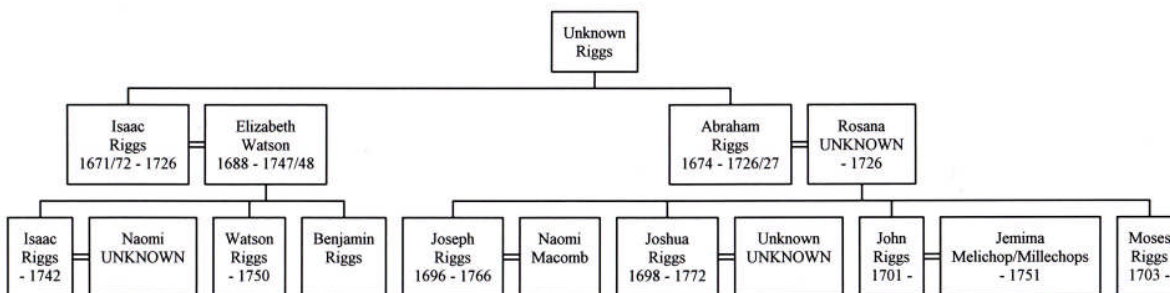 Unknown
Riggs
Isaac
Riggs
1671/72 - 1726
Elizabeth
Watson
1688 - 1747/48
Abraham
Riggs
1674 - 1726/27
Rosana
UNKNOWN
- 1726
Isaac
Riggs
- 1742
Naomi
UNKNOWN
Watson
Riggs
- 1750
Benjamin
Riggs
Joseph
Riggs
1696 - 1766
Naomi
Macomb
Joshua
Riggs
1698 - 1772
Unknown
UNKNOWN
John
Riggs
1701 -
Jemima
Melichop/Millechops
- 1751
Moses
Riggs
1703 -